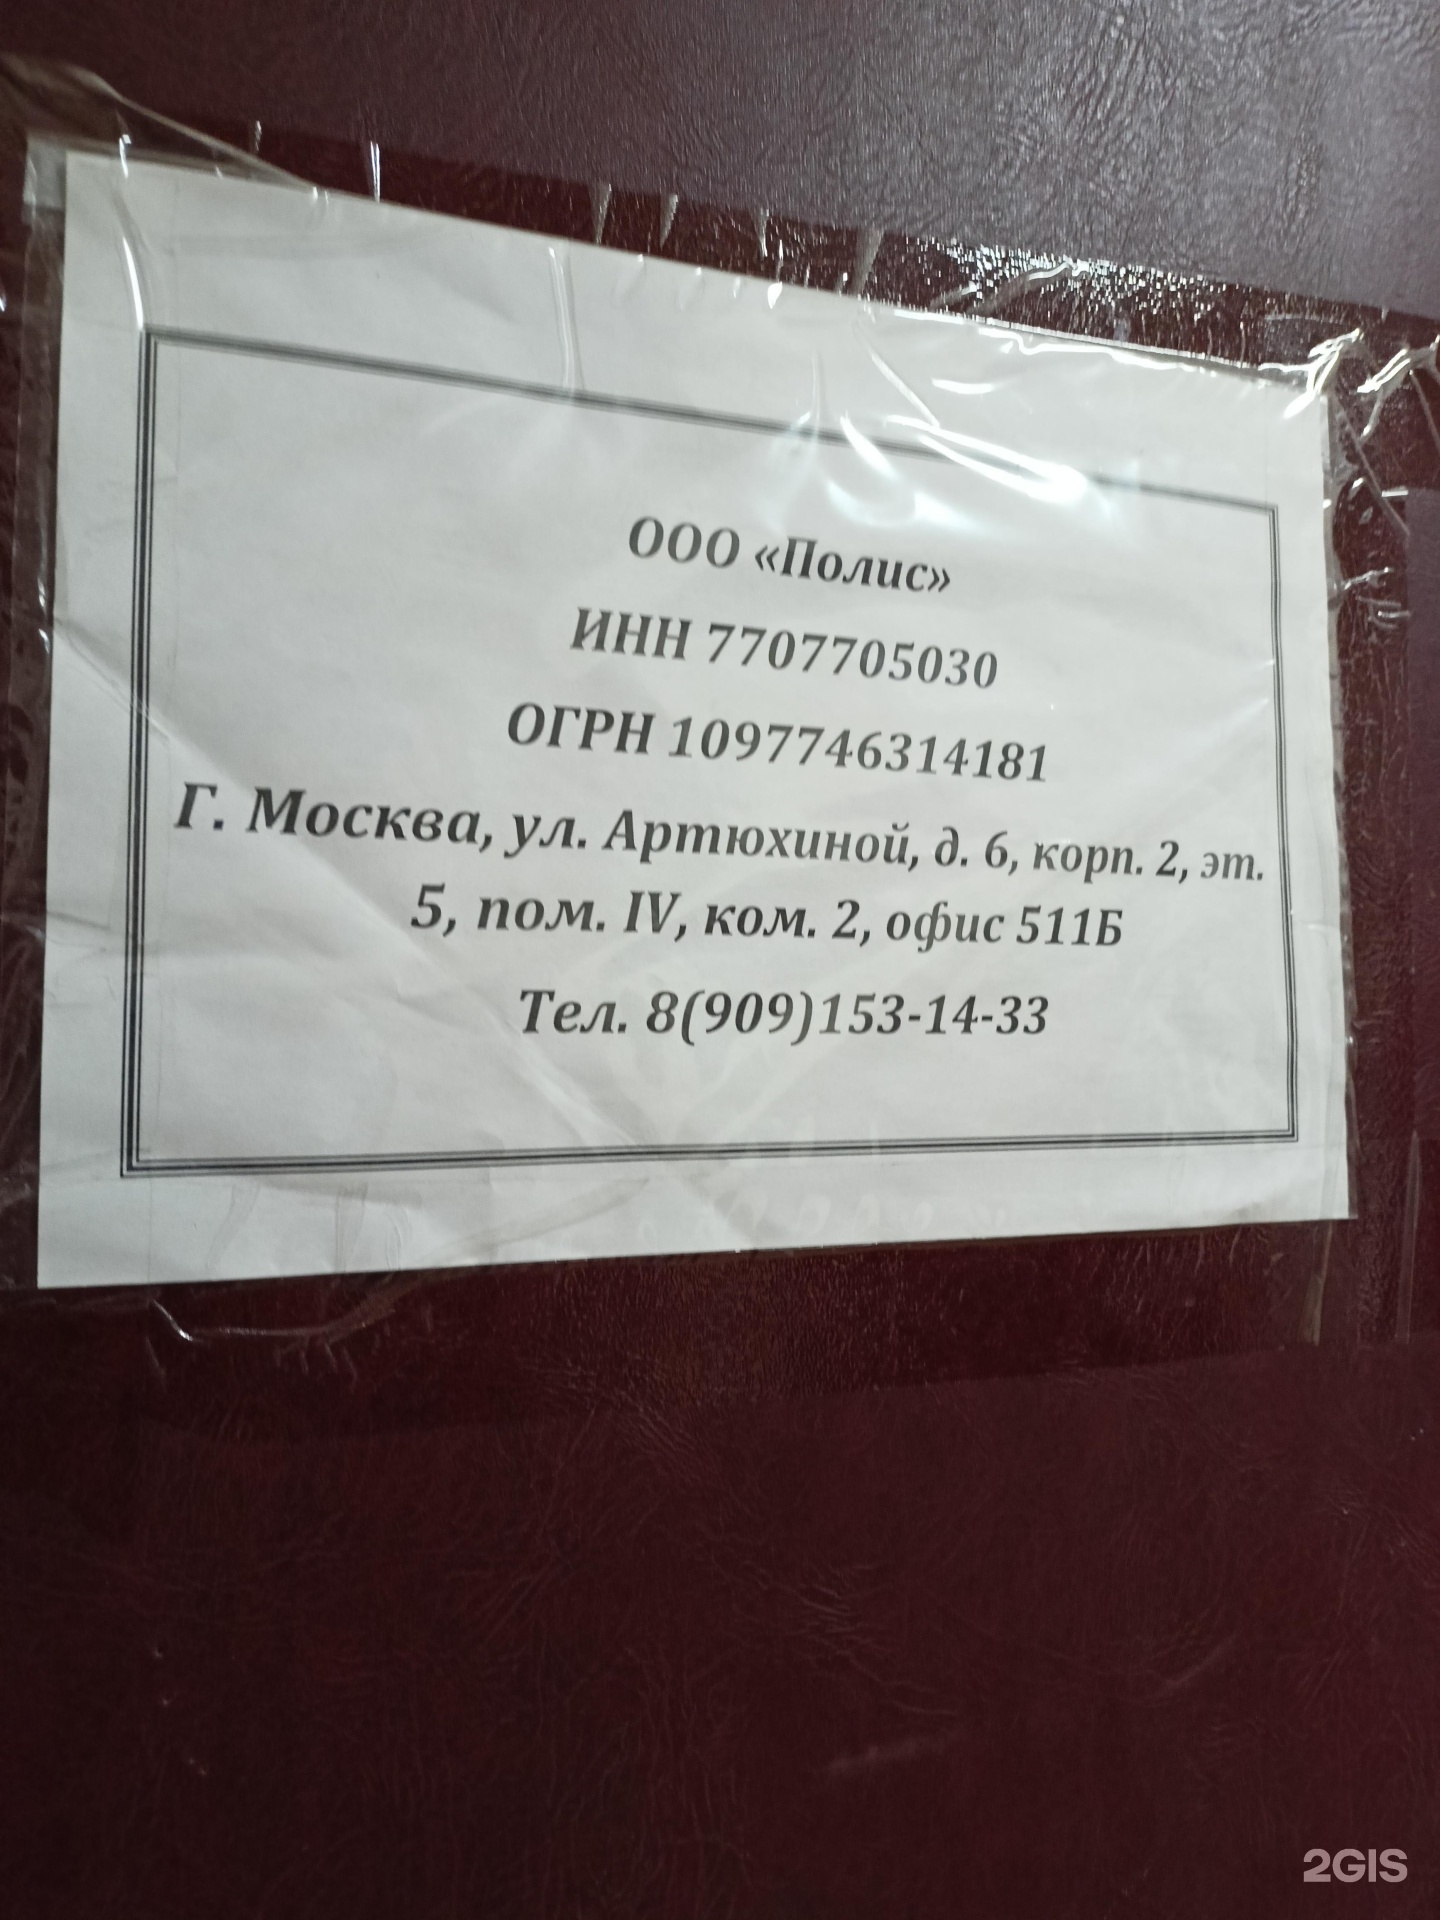 ООО «Полис»
ИНН 7707705030
ОГРН 1097746314181
Г. Москва, ул. Артюхиной, д. 6, корп. 2, эт.
5, пом. IV, ком. 2, офис 511Б
Тел. 8(909)153-14-33
2GIS